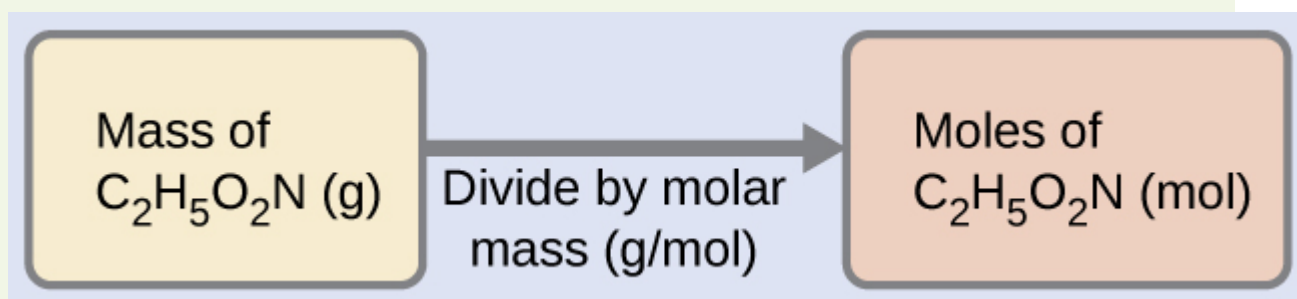 Mass of
C₂H₅O₂N (g)
Divide by molar
mass (g/mol)
Moles of
C₂H₅O₂N (mol)